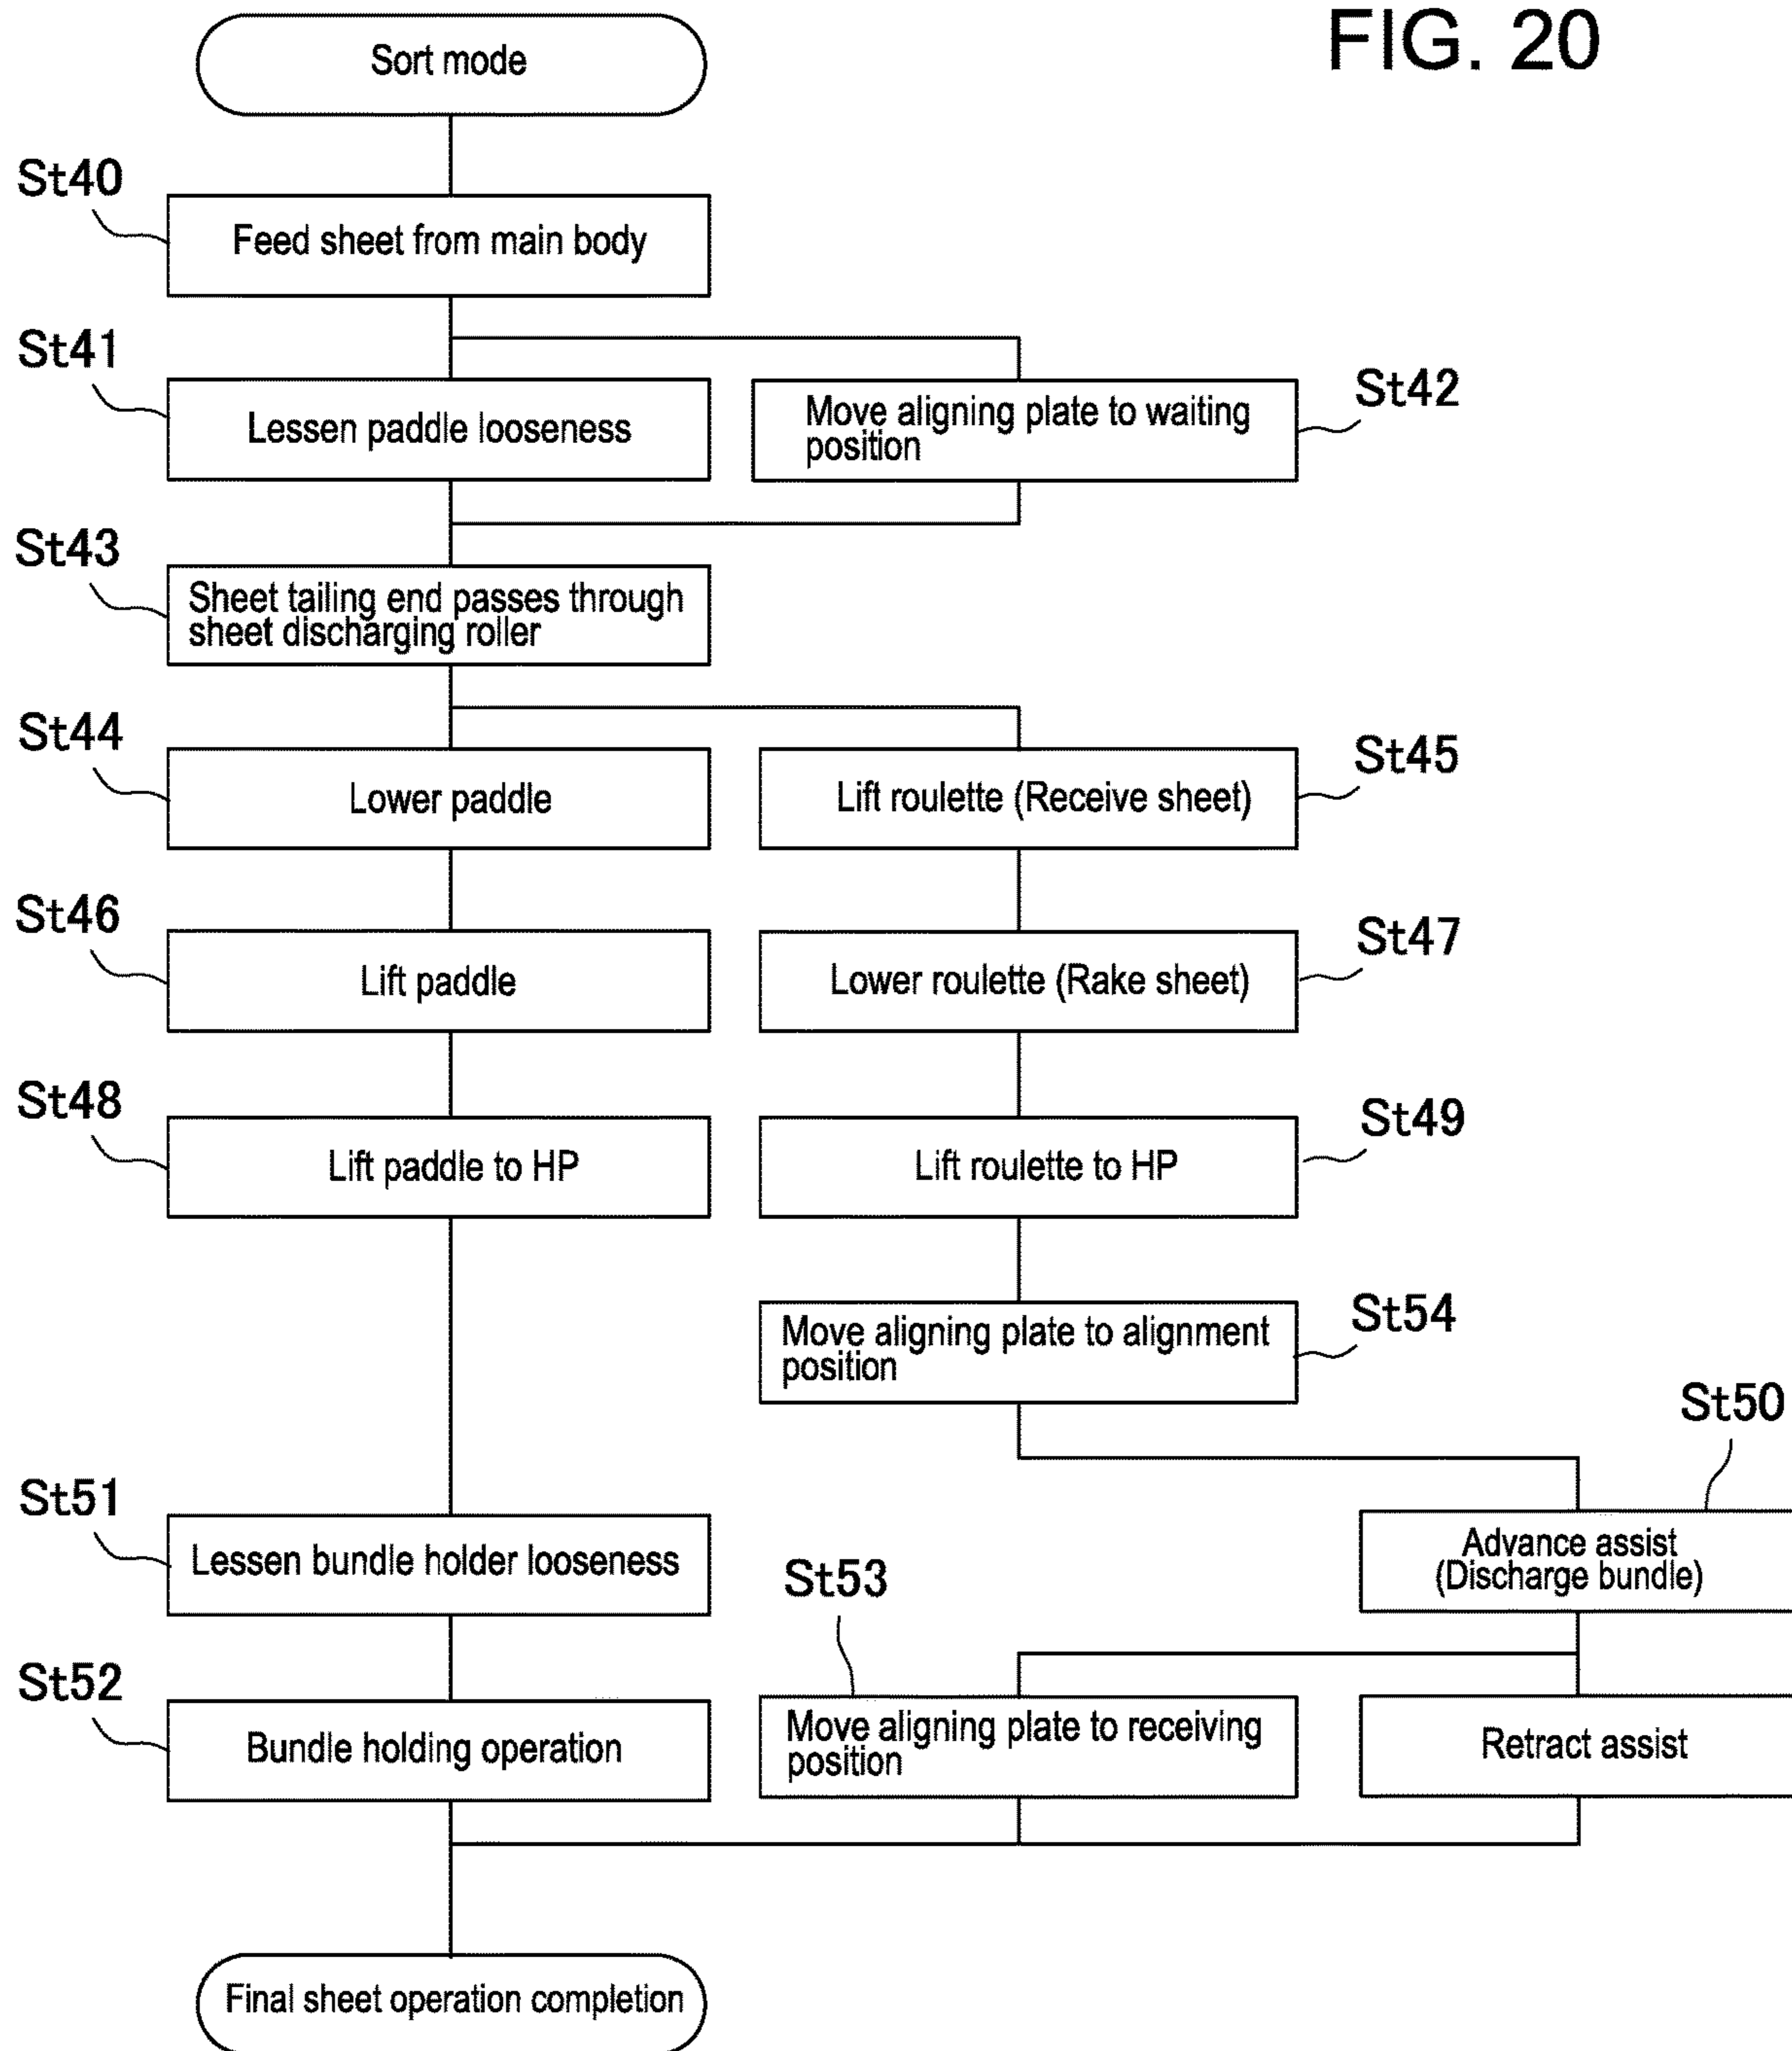 FIG. 20
Sort mode
St40
Feed sheet from main body
St41
Lessen paddle looseness
St42
Move aligning plate to waiting
position
St43
Sheet tailing end passes through
sheet discharging roller
St44
Lower paddle
St45
Lift roulette (Receive sheet)
St46
Lift paddle
St47
Lower roulette (Rake sheet)
St48
Lift paddle to HP
St49
Lift roulette to HP
St54
Move aligning plate to alignment
position
St50
Advance assist
(Discharge bundle)
St51
Lessen bundle holder looseness
St53
Move aligning plate to receiving
position
St52
Bundle holding operation
Retract assist
Final sheet operation completion